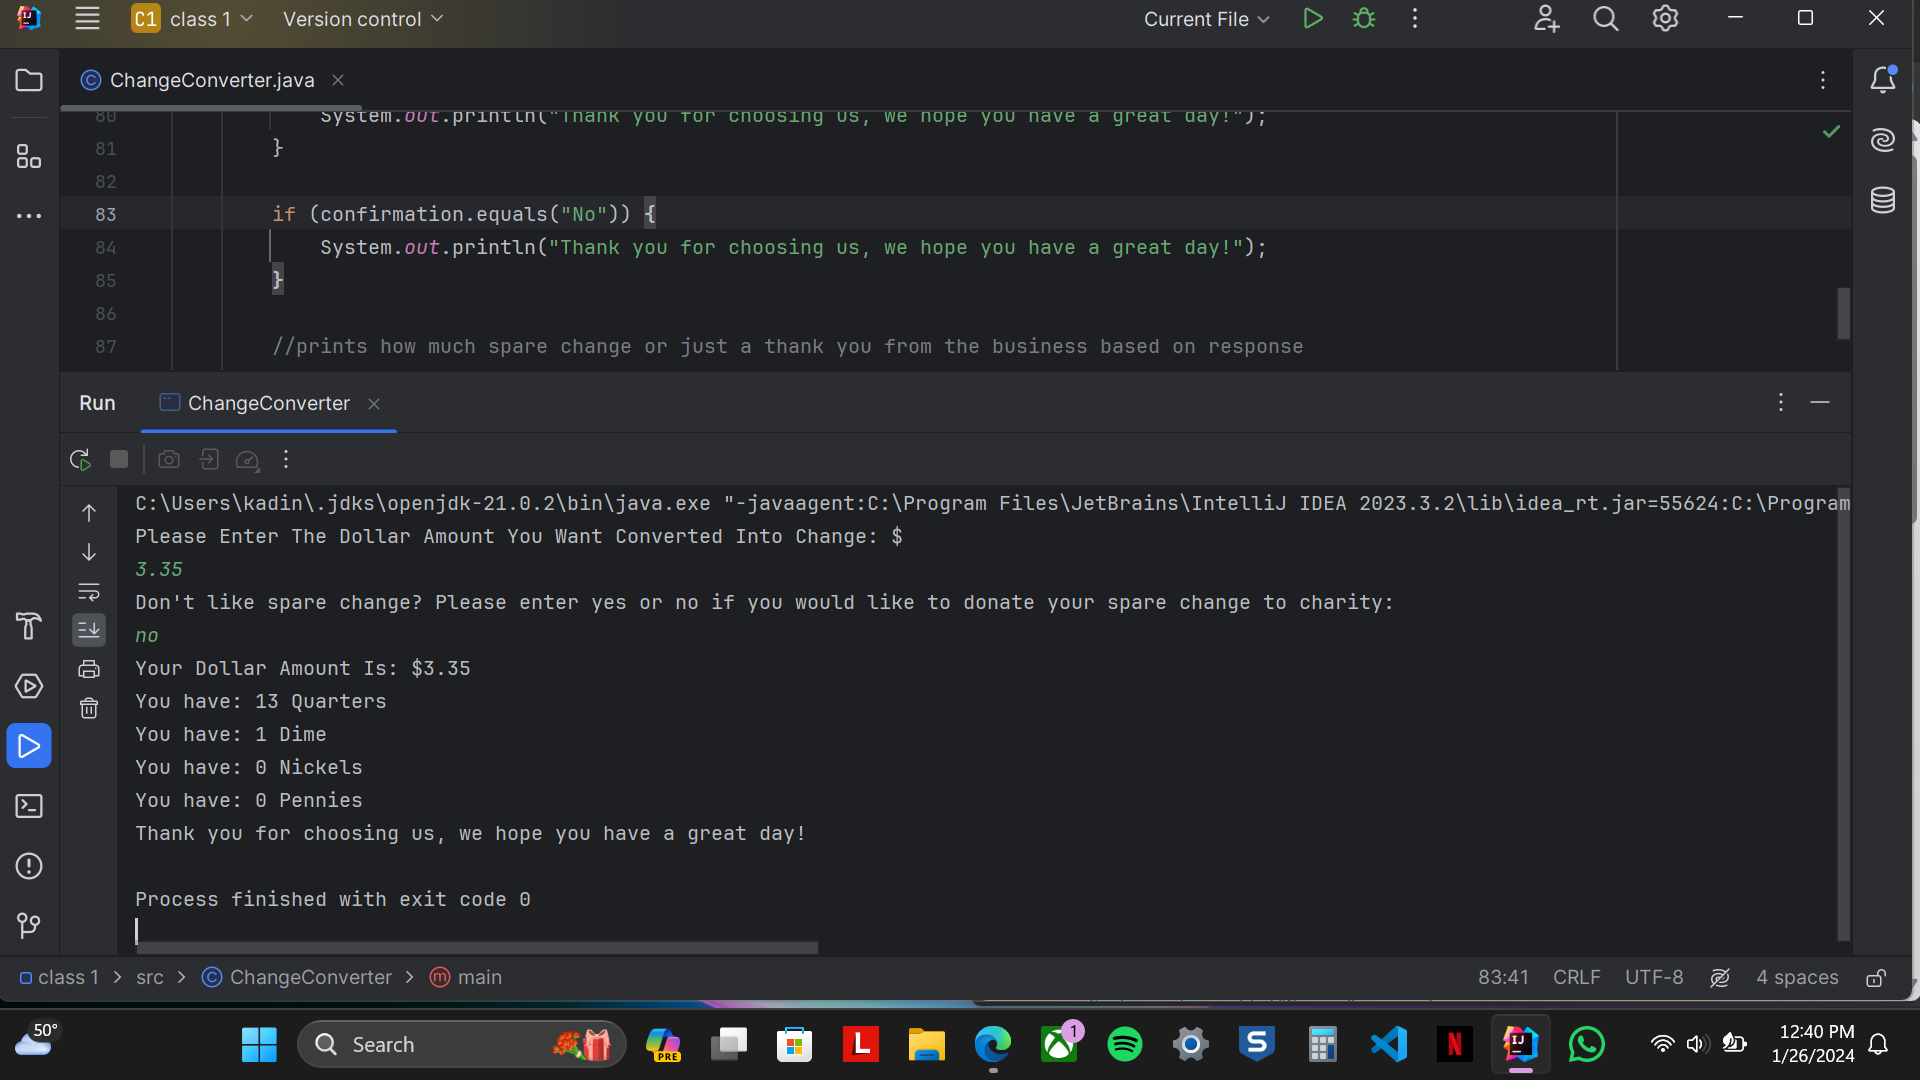 C1 class 1 Version control Current File
ChangeConverter.java
80 System.out.println("Thank you for choosing us, we hope you have a great day!");
81 }
82
83 if (confirmation.equals("No")) {
84 System.out.println("Thank you for choosing us, we hope you have a great day!");
85 }
86
87 //prints how much spare change or just a thank you from the business based on response
Run ChangeConverter
C:\Users\kadin\.jdks\openjdk-21.0.2\bin\java.exe "-javaagent:C:\Program Files\JetBrains\IntelliJ IDEA 2023.3.2\lib\idea_rt.jar=55624:C:\Program
Please Enter The Dollar Amount You Want Converted Into Change: $
3.35
Don't like spare change? Please enter yes or no if you would like to donate your spare change to charity:
no
Your Dollar Amount Is: $3.35
You have: 13 Quarters
You have: 1 Dime
You have: 0 Nickels
You have: 0 Pennies
Thank you for choosing us, we hope you have a great day!
Process finished with exit code 0
class 1 > src > ChangeConverter > main 83:41 CRLF UTF-8 4 spaces
50°
Search
PRE
L
1
S
N
IJ
12:40 PM
1/26/2024